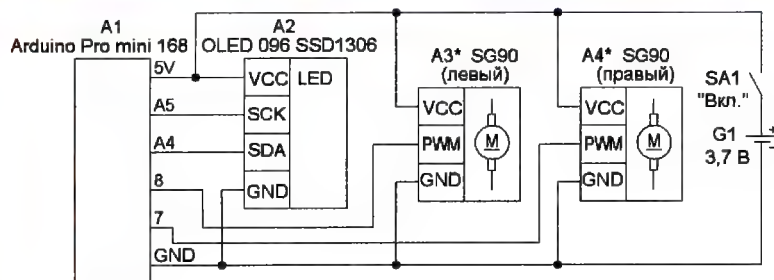 A1
Arduino Pro mini 168
A2
OLED 096 SSD1306
5V
A5
A4
8
7
GND
VCC
LED
SCK
SDA
GND
A3* SG90
(левый)
VCC
PWM
M
GND
A4* SG90
(правый)
VCC
PWM
M
GND
SA1
"Вкл."
G1
3,7 В
+